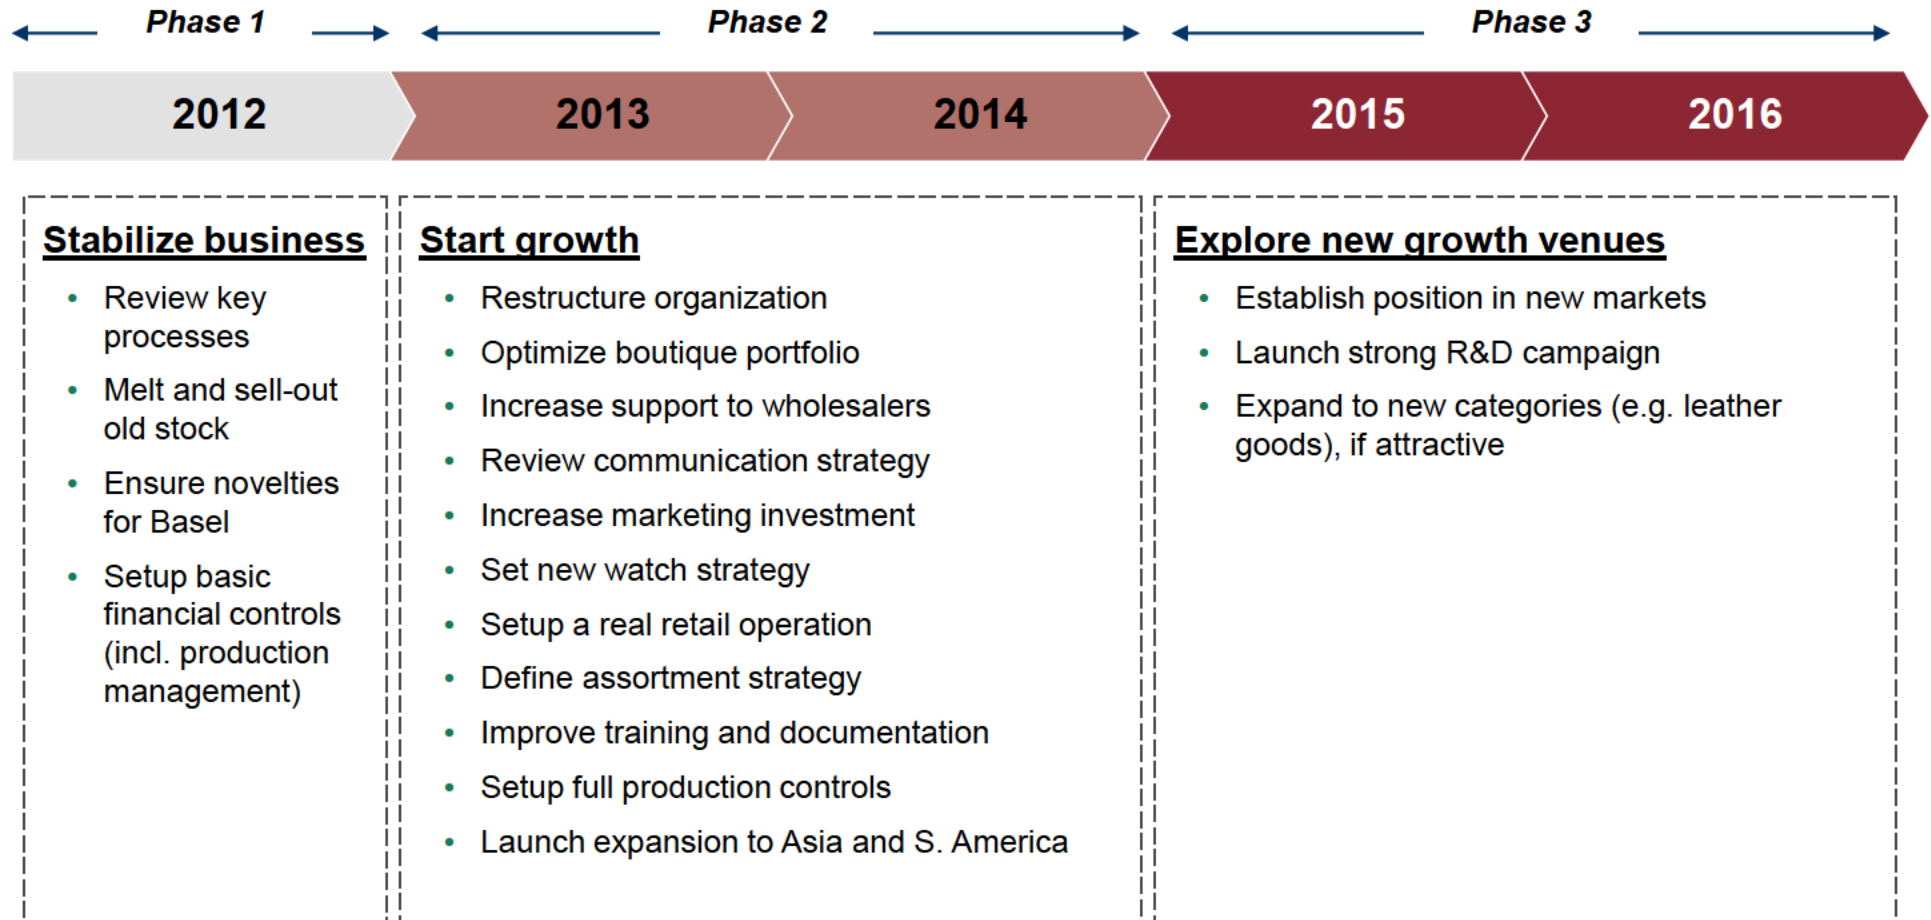 Phase 1
Phase 2
Phase 3
2012
2013
2014
2015
2016
Stabilize business
• Review key
processes
• Melt and sell-out
old stock
• Ensure novelties
for Basel
• Setup basic
financial controls
(incl. production
management)
Start growth
• Restructure organization
• Optimize boutique portfolio
• Increase support to wholesalers
• Review communication strategy
• Increase marketing investment
• Set new watch strategy
• Setup a real retail operation
• Define assortment strategy
• Improve training and documentation
• Setup full production controls
• Launch expansion to Asia and S. America
Explore new growth venues
• Establish position in new markets
• Launch strong R&D campaign
• Expand to new categories (e.g. leather
goods), if attractive